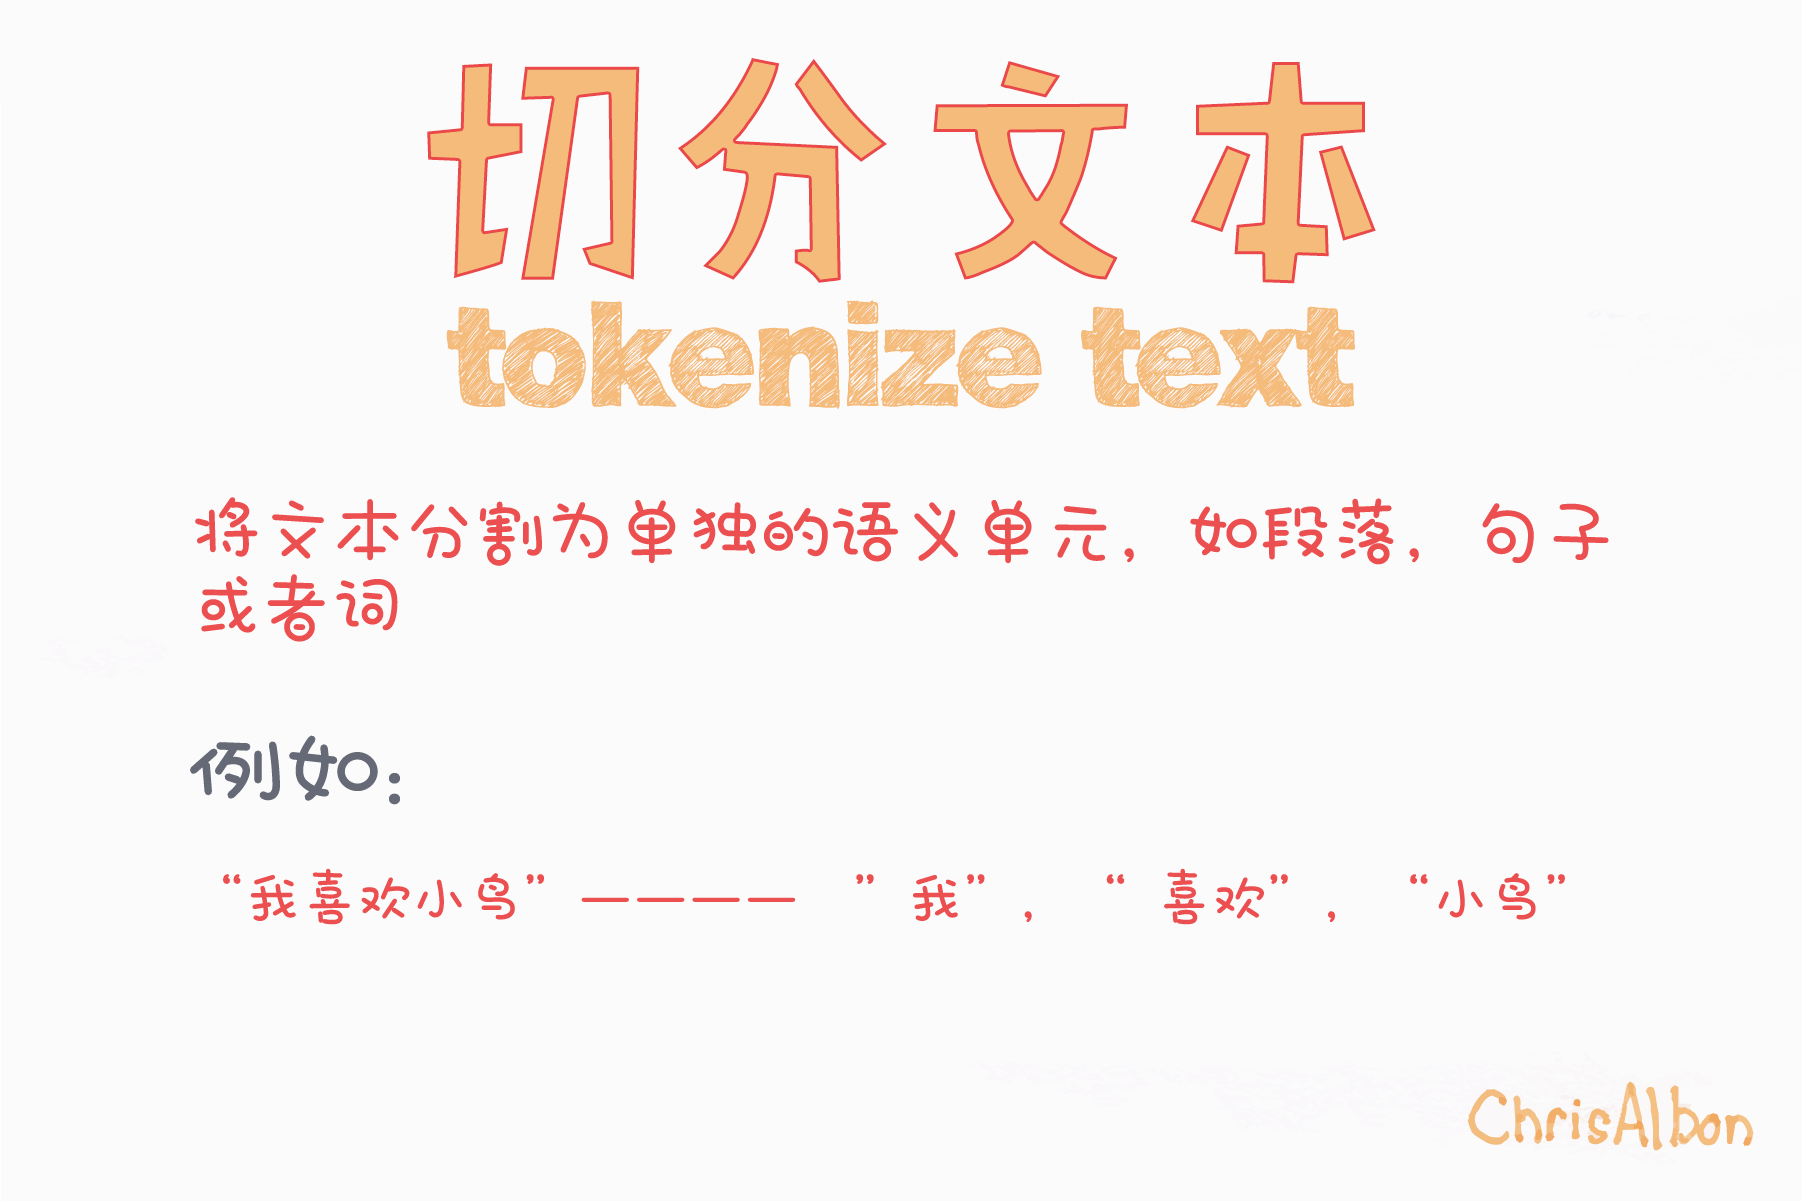 切分文本
tokenize text
将文本分割为单独的语义单元，如段落，句子
或者词
例如：
“我喜欢小鸟”———— ”我”，“喜欢”，“小鸟”
ChrisAlbon